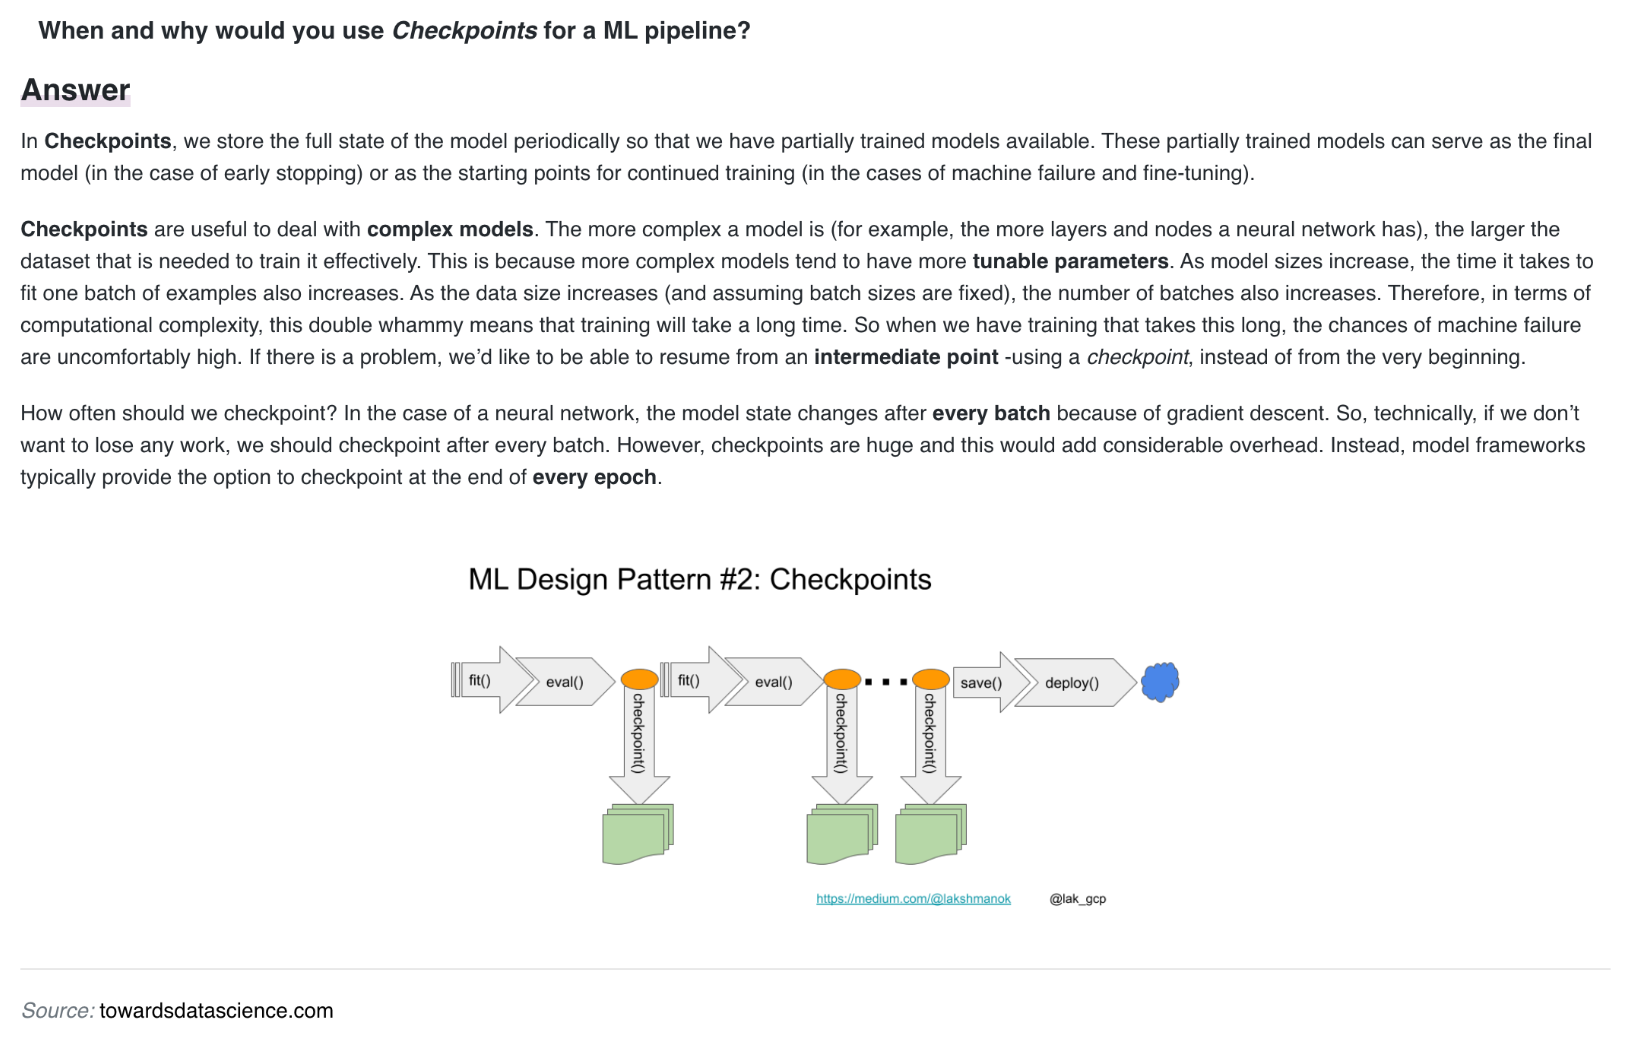 When and why would you use Checkpoints for a ML pipeline?
Answer
In Checkpoints, we store the full state of the model periodically so that we have partially trained models available. These partially trained models can serve as the final
model (in the case of early stopping) or as the starting points for continued training (in the cases of machine failure and fine-tuning).
Checkpoints are useful to deal with complex models. The more complex a model is (for example, the more layers and nodes a neural network has), the larger the
dataset that is needed to train it effectively. This is because more complex models tend to have more tunable parameters. As model sizes increase, the time it takes to
fit one batch of examples also increases. As the data size increases (and assuming batch sizes are fixed), the number of batches also increases. Therefore, in terms of
computational complexity, this double whammy means that training will take a long time. So when we have training that takes this long, the chances of machine failure
are uncomfortably high. If there is a problem, we’d like to be able to resume from an intermediate point -using a checkpoint, instead of from the very beginning.
How often should we checkpoint? In the case of a neural network, the model state changes after every batch because of gradient descent. So, technically, if we don’t
want to lose any work, we should checkpoint after every batch. However, checkpoints are huge and this would add considerable overhead. Instead, model frameworks
typically provide the option to checkpoint at the end of every epoch.
ML Design Pattern #2: Checkpoints
fit() eval() fit() eval() save() deploy()
checkpoint() checkpoint() checkpoint()
https://medium.com/@lakshmanok @lak_gcp
Source: towardsdatascience.com